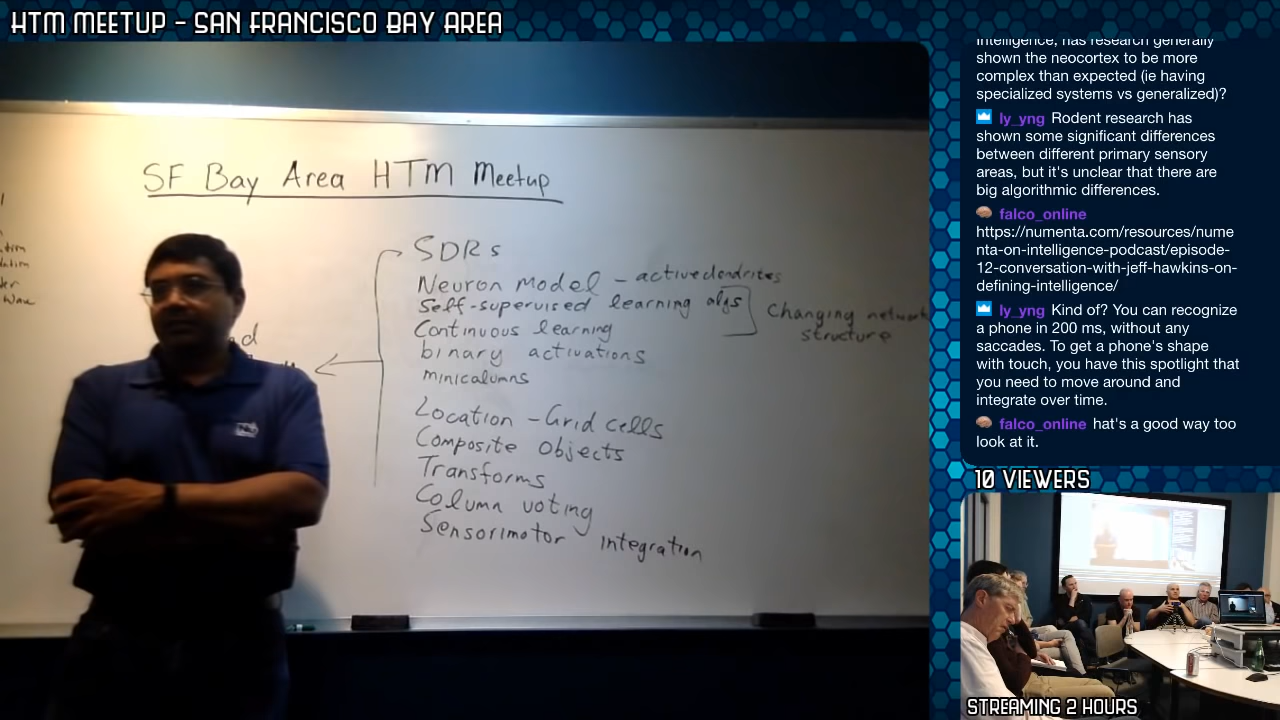 HTM MEETUP - SAN FRANCISCO BAY AREA
SF Bay Area HTM Meetup
SDRs
Neuron Model - active dendrites
Self-supervised learning algs
Changing network
structure
Continuous learning
binary activations
minicalumns
Location - Grid cells
Composite Objects
Transforms
Column voting
Sensorimotor integration
Intelligence, has research generally
shown the neocortex to be more
complex than expected (ie having
specialized systems vs generalized)?
ly_yng Rodent research has
shown some significant differences
between different primary sensory
areas, but it's unclear that there are
big algorithmic differences.
falco_online
https://numenta.com/resources/nume
nta-on-intelligence-podcast/episode-
12-conversation-with-jeff-hawkins-on-
defining-intelligence/
ly_yng Kind of? You can recognize
a phone in 200 ms, without any
saccades. To get a phone's shape
with touch, you have this spotlight that
you need to move around and
integrate over time.
falco_online hat's a good way too
look at it.
10 VIEWERS
STREAMING 2 HOURS